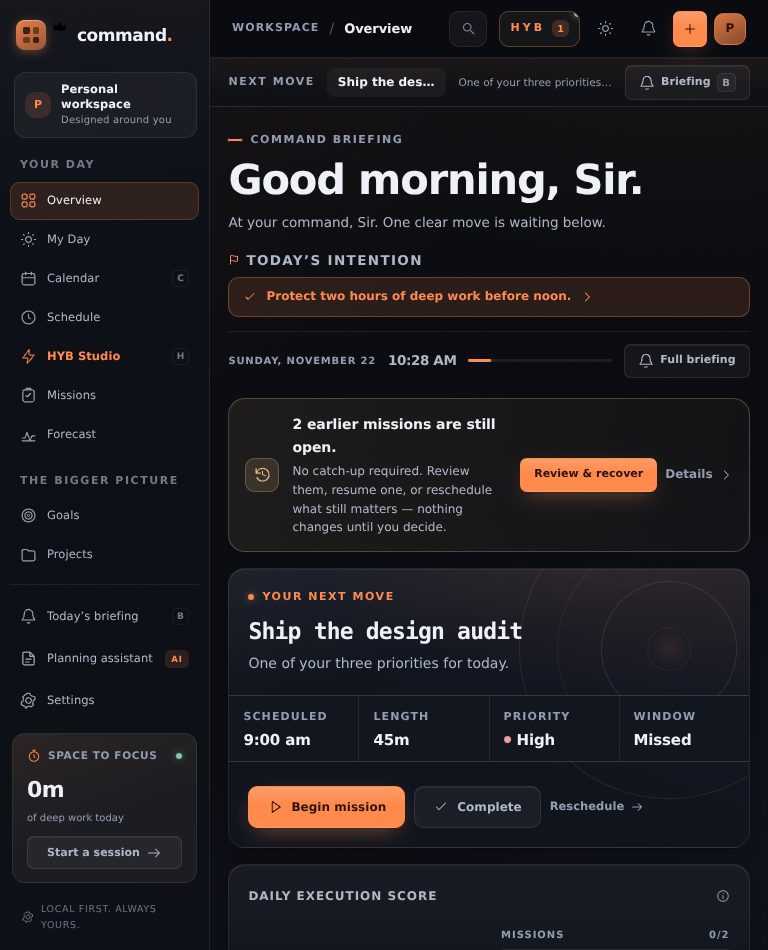 command.
P
Personal workspace
Designed around you
YOUR DAY
Overview
My Day
Calendar C
Schedule
HYB Studio H
Missions
Forecast
THE BIGGER PICTURE
Goals
Projects
Today’s briefing B
Planning assistant AI
Settings
SPACE TO FOCUS
0m
of deep work today
Start a session
LOCAL FIRST. ALWAYS
YOURS.
WORKSPACE / Overview
HYB 1
P
NEXT MOVE Ship the des… One of your three priorities… Briefing B
COMMAND BRIEFING
Good morning, Sir.
At your command, Sir. One clear move is waiting below.
TODAY’S INTENTION
Protect two hours of deep work before noon.
SUNDAY, NOVEMBER 22 10:28 AM Full briefing
2 earlier missions are still
open.
No catch-up required. Review
them, resume one, or reschedule
what still matters — nothing
changes until you decide.
Review & recover Details
YOUR NEXT MOVE
Ship the design audit
One of your three priorities for today.
SCHEDULED LENGTH PRIORITY WINDOW
9:00 am 45m High Missed
Begin mission Complete Reschedule
DAILY EXECUTION SCORE
MISSIONS 0/2